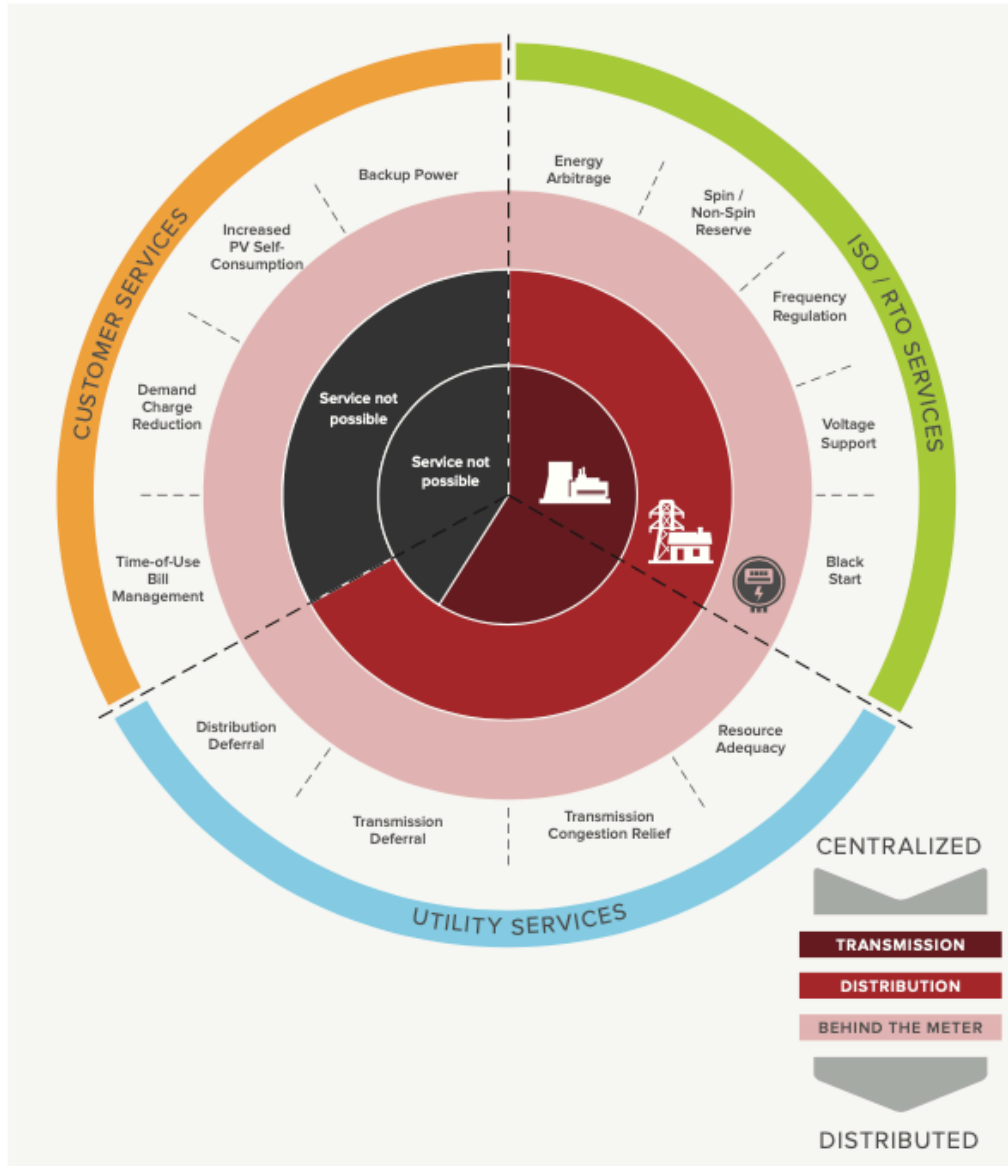 Backup Power
Energy
Arbitrage
Spin /
Non-Spin
Reserve
Increased
PV Self-
Consumption
CUSTOMER SERVICES
ISO / RTO SERVICES
Frequency
Regulation
Demand
Charge
Reduction
Service not
possible
Voltage
Support
Service not
possible
Time-of-Use
Bill
Management
Black
Start
Distribution
Deferral
Resource
Adequacy
Transmission
Deferral
Transmission
Congestion Relief
UTILITY SERVICES
CENTRALIZED
TRANSMISSION
DISTRIBUTION
BEHIND THE METER
DISTRIBUTED